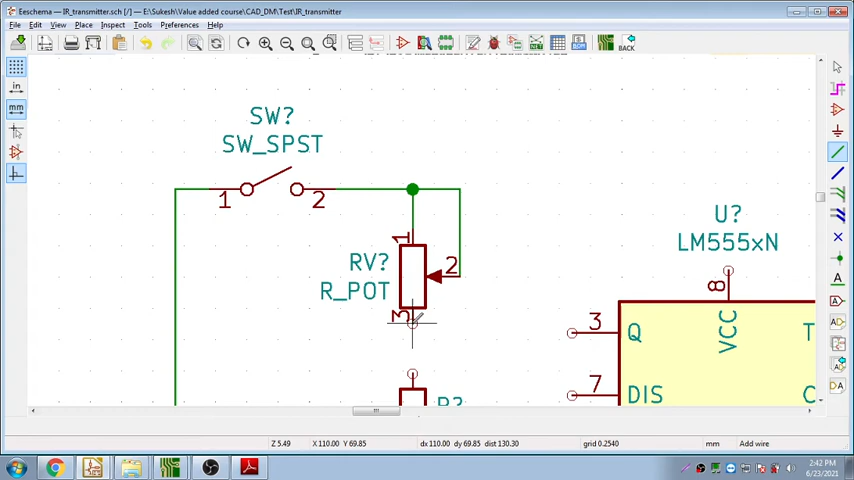 Eeschema — IR_transmitter.sch [/] — E:\Sukesh\Value added course\CAD_DM\Test\IR_transmitter
File Edit View Place Inspect Tools Preferences Help
BACK
in
mm
SW?
SW_SPST
1 2
1
RV? 2
R_POT
3
R?
U?
LM555xN
8
3 Q VCC T
7 DIS C
A
A
A
A
Z 5.49 X 110.00 Y 69.85 dx 110.00 dy 69.85 dist 130.30 grid 0.2540 mm Add wire
2:42 PM
6/23/2021